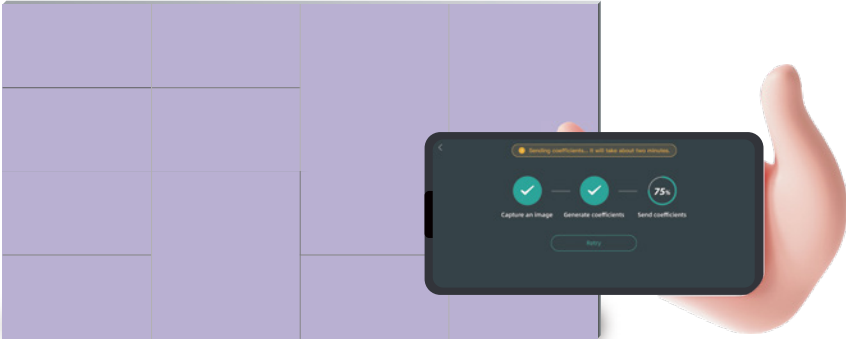 Sending coefficients... It will take about two minutes.
75%
Capture an image
Generate coefficients
Send coefficients
Retry